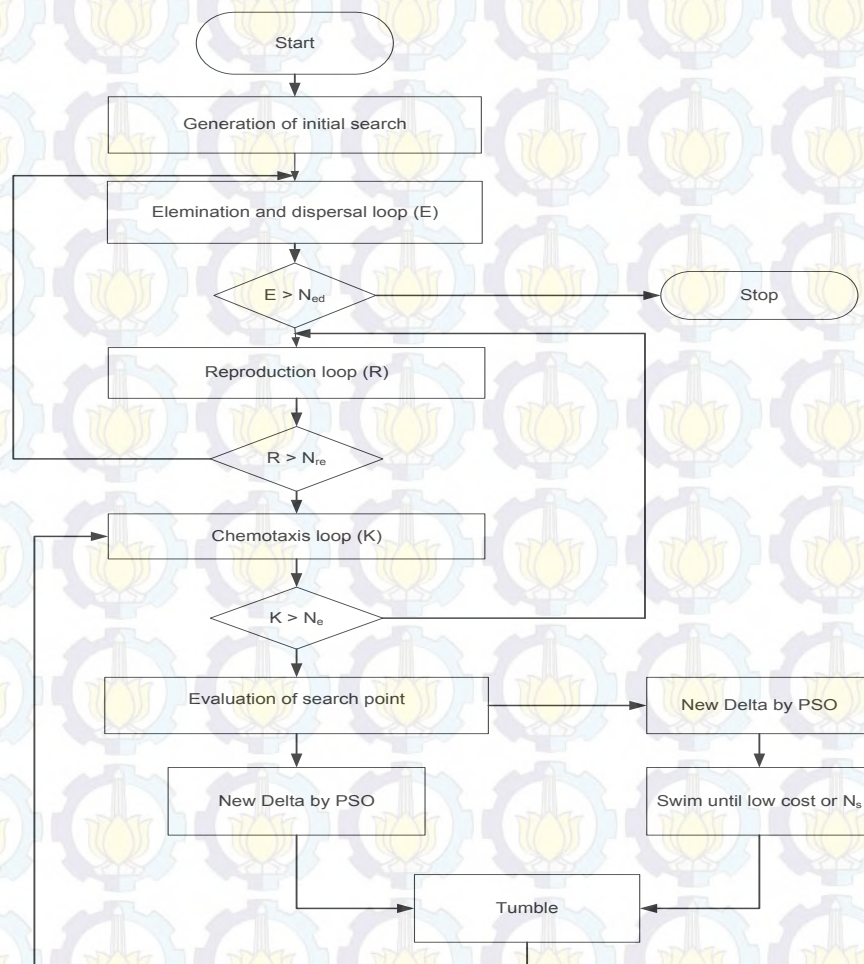 Start
Generation of initial search
Elemination and dispersal loop (E)
E > Ned
Stop
Reproduction loop (R)
R > Nre
Chemotaxis loop (K)
K > Ne
Evaluation of search point
New Delta by PSO
New Delta by PSO
Swim until low cost or Ns
Tumble